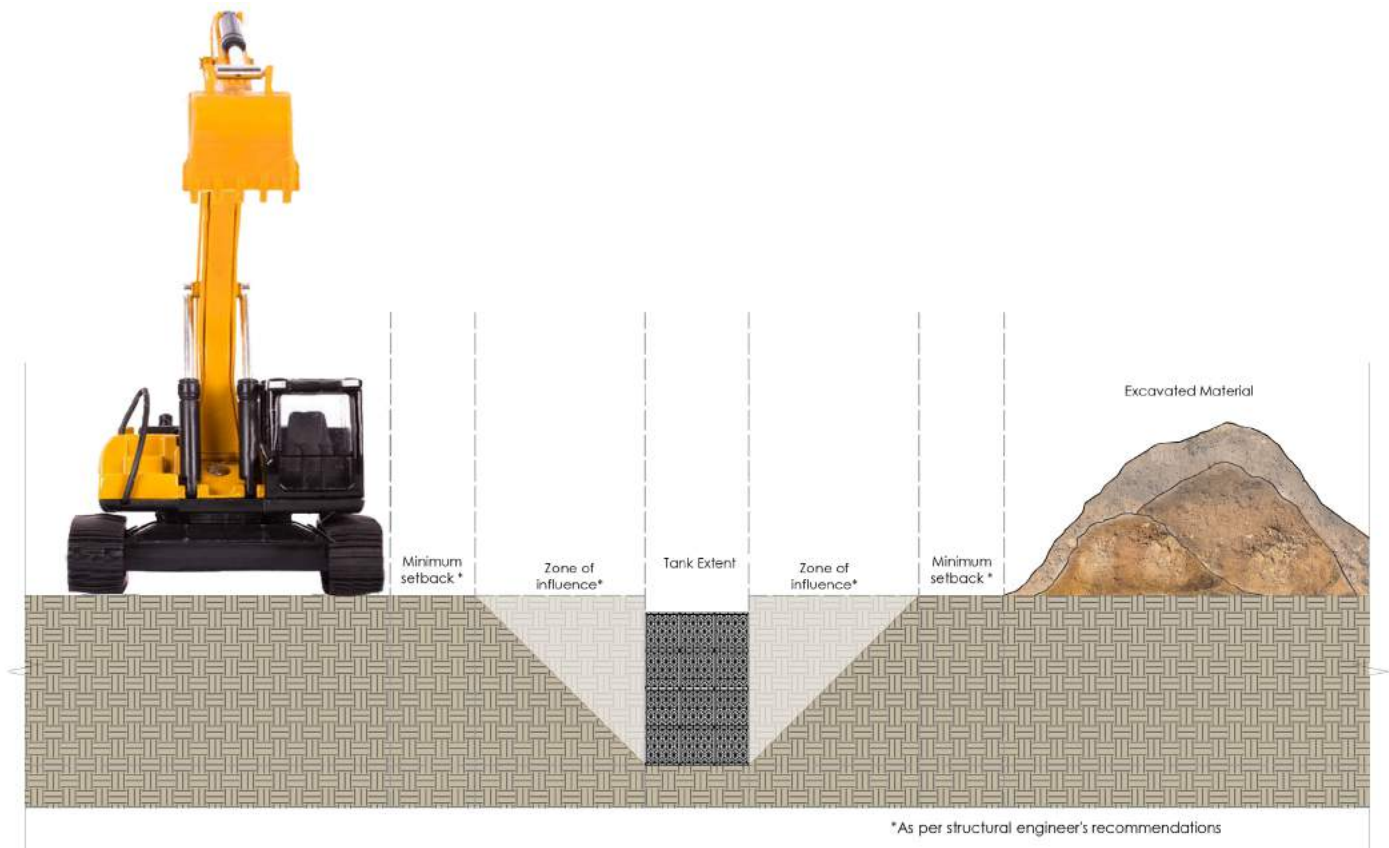 Excavated Material
Minimum
setback *
Zone of
influence*
Tank Extent
Zone of
influence*
Minimum
setback *
*As per structural engineer's recommendations